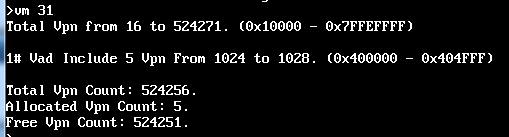 >vm 31
Total Vpn from 16 to 524271. (0x10000 - 0x7FFEFFFF)
1# Vad Include 5 Vpn From 1024 to 1028. (0x400000 - 0x404FFF)
Total Vpn Count: 524256.
Allocated Vpn Count: 5.
Free Vpn Count: 524251.